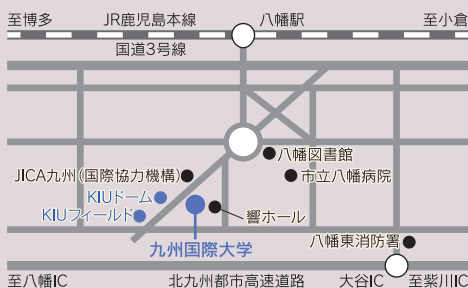 至博多
JR鹿児島本線
八幡駅
至小倉
国道3号線
八幡図書館
JICA九州(国際協力機構)
市立八幡病院
KIUドーム
KIUフィールド
響ホール
九州国際大学
八幡東消防署
至八幡IC
北九州都市高速道路
大谷IC
至紫川IC